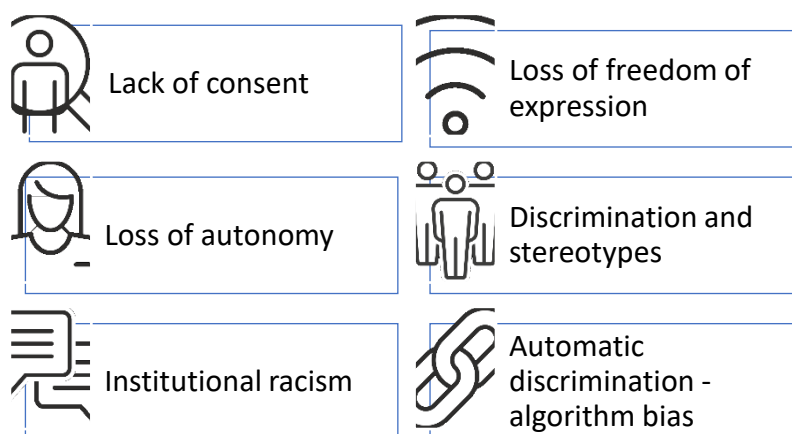 Lack of consent
Loss of freedom of
expression
Loss of autonomy
Discrimination and
stereotypes
Institutional racism
Automatic
discrimination -
algorithm bias